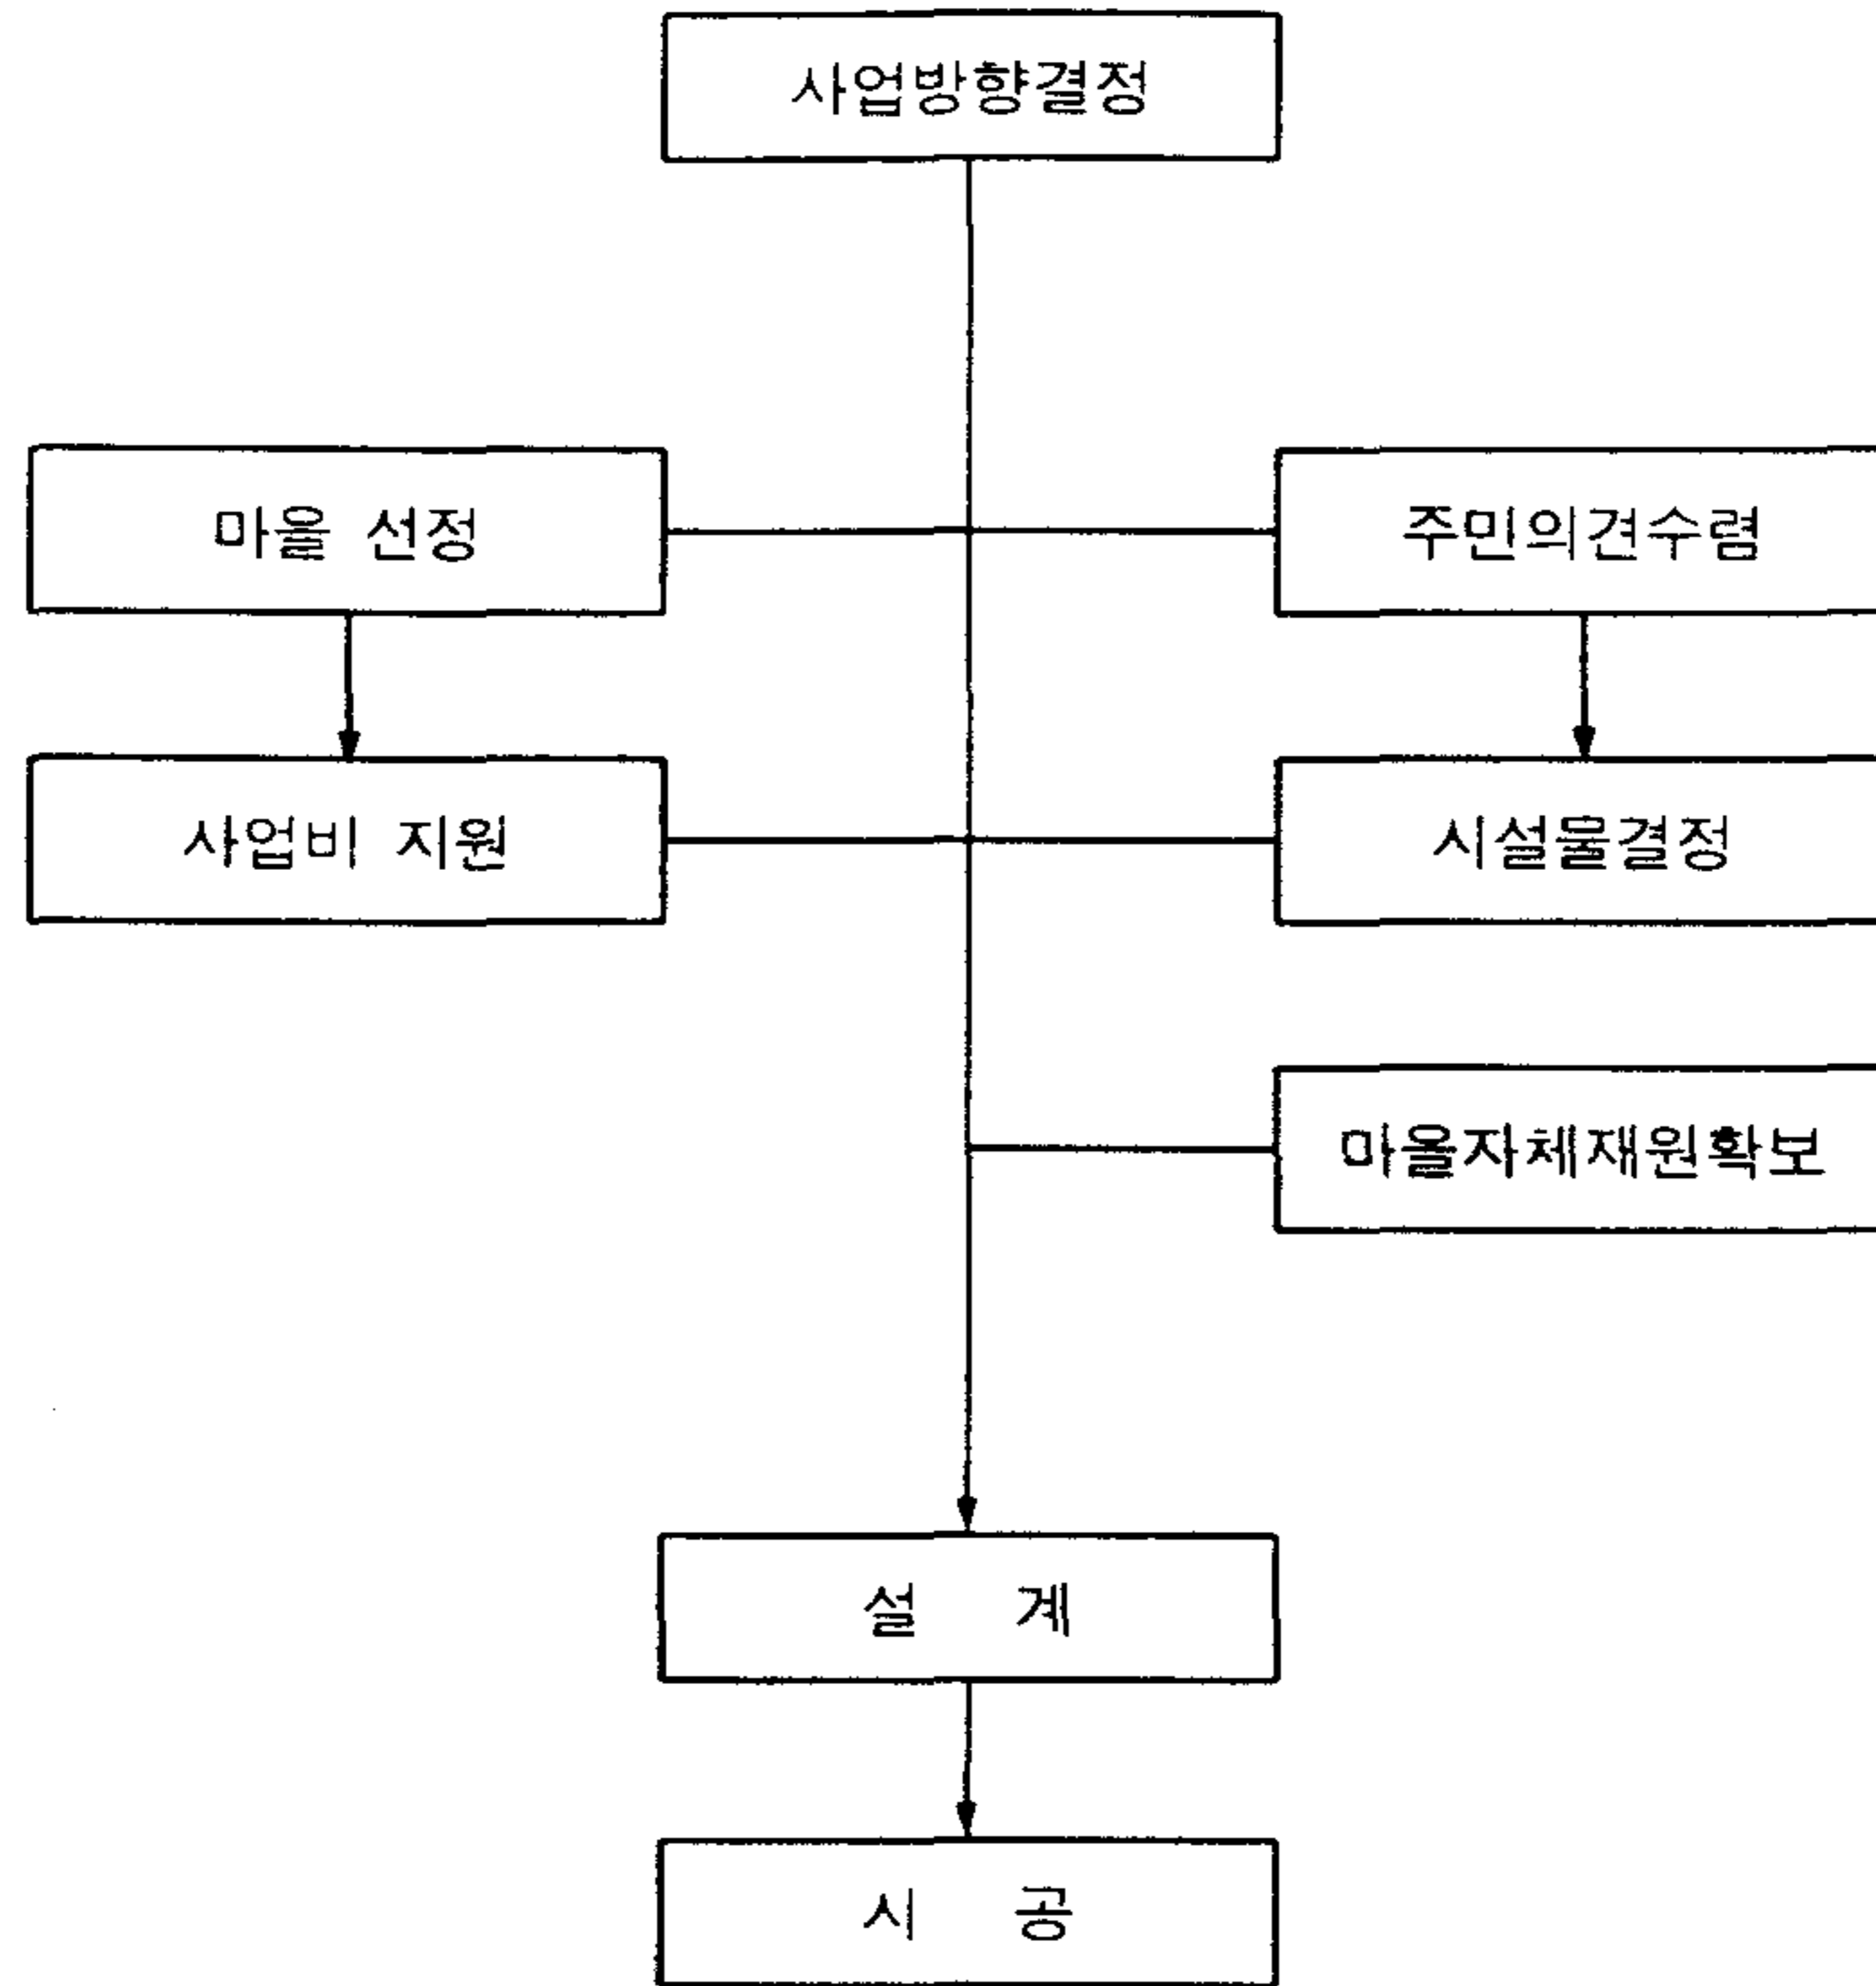 사업방향결정
마을 선정
주민의견수렴
사업비 지원
시설물결정
마을자체재원확보
설 계
시 공